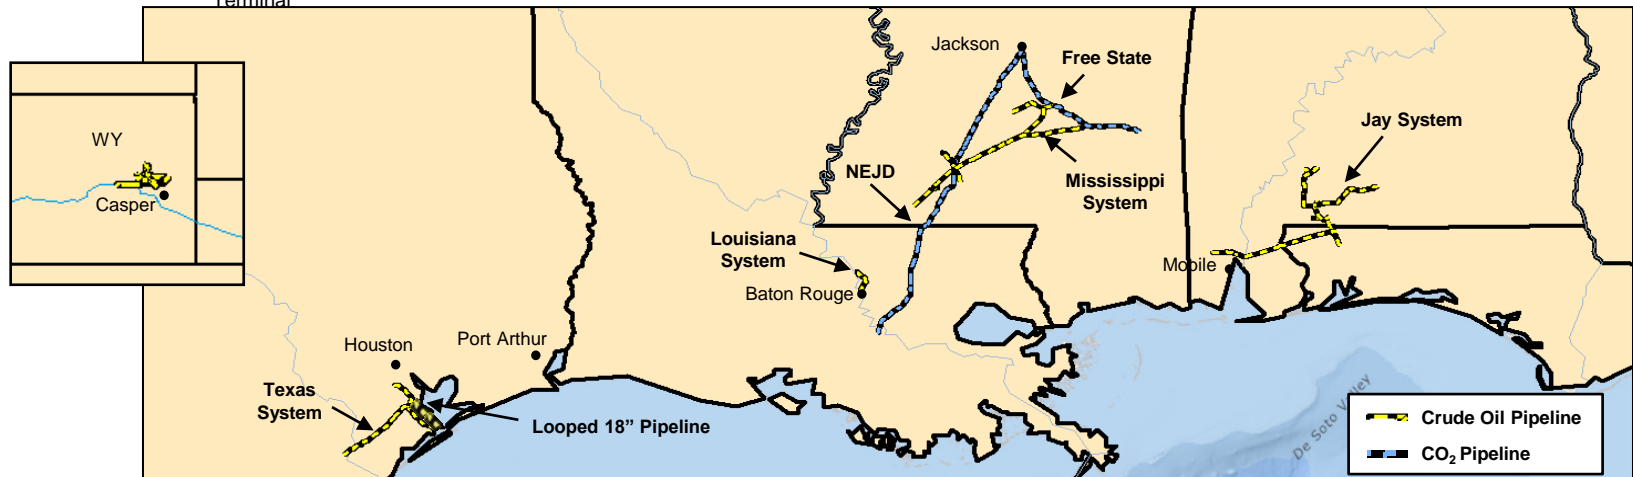 Terminal
Jackson
Free State
Jay System
WY
Casper
NEJD
Mississippi
System
Louisiana
System
Mobile
Baton Rouge
Houston
Port Arthur
Texas
System
Looped 18” Pipeline
De Soto Valley
Crude Oil Pipeline
CO₂ Pipeline